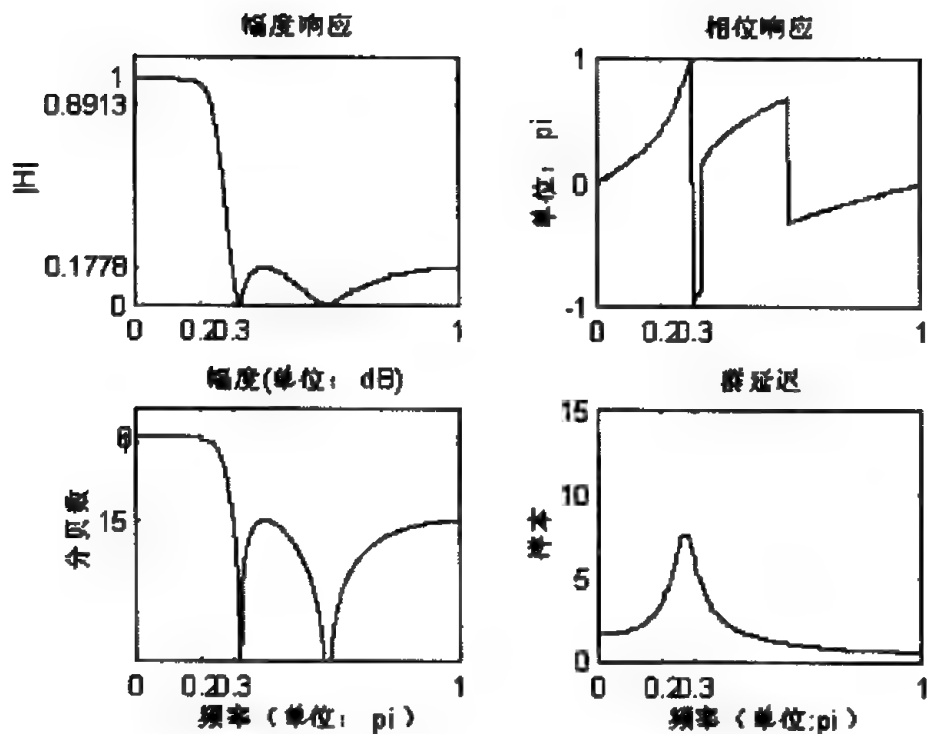 幅度响应
1
0.8913
|H|
0.1778
0
0 0.2 0.3 1
相位响应
1
单位： pi
0
-1
0 0.2 0.3 1
幅度(单位： dB)
分贝数
15
0 0.2 0.3 1
频率（单位： pi）
群延迟
15
10
样本
5
0
0 0.2 0.3 1
频率（单位;pi）